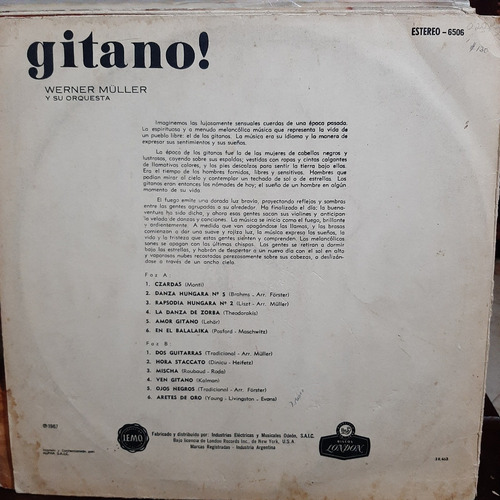 gitano!
ESTEREO - 6506
WERNER MÜLLER
Y SU ORQUESTA
Imaginemos las lujosamente sensuales cuerdas de una época pasada.
La espirituosa y a menudo melancólica música que representa la vida de
un pueblo libre: el de los gitanos. La música era su idioma y la manera de
expresar sus sentimientos y sus sueños.
La época de los gitanos fué la de las mujeres de cabellos negros y
lustrosos, cayendo sobre sus espaldas; vestidas con ropas y cintas colgantes
de llamativos colores, y los pies descalzos para sentir la tierra bajo ellos.
Era el tiempo de los hombres fornidos, libres y sensitivos. Hombres que
podían mirar al cielo y contemplar un techado de sol o de estrellas. Los
gitanos eran entonces los nómades de hoy; el sueño de un hombre en algún
momento de su vida.
El fuego emite una dorada luz bravía, proyectando reflejos y sombras
entre las gentes agrupadas a su alrededor. Ha finalizado el día; la buena-
ventura ha sido dicha, y ahora esas gentes sacan sus violines y anticipan
la velada de danzas y canciones. La música se inicia como el fuego, brillante
y ardientemente. A medida que van apagándose las llamas, y las brasas
comienzan a dar una suave y rojiza luz, la música expresa los sueños, la
vida y la tristeza que estas gentes sienten y comprenden. Los melancólicos
sones se apagan con las últimas chispas. Las gentes se retiran a dormir
bajo las estrellas, y habrán de despertar a un nuevo día con el sol en alto
y vaporosas nubes recostadas perezosamente sobre sus cabezas, o deslizán-
dose a través de un ancho cielo.
Faz A:
1. CZARDAS (Monti)
2. DANZA HUNGARA Nº 5 (Brahms - Arr. Förster)
3. RAPSODIA HUNGARA Nº 2 (Liszt - Arr. Müller)
4. LA DANZA DE ZORBA (Theodorakis)
5. AMOR GITANO (Lehár)
6. EN EL BALALAIKA (Posford - Maschwitz)
Faz B:
1. DOS GUITARRAS (Tradicional - Arr. Müller)
2. HORA STACCATO (Dinicu - Heifetz)
3. MISCHA (Raubaud - Roda)
4. VEN GITANO (Kalman)
5. OJOS NEGROS (Tradicional - Arr. Förster)
6. ARETES DE ORO (Young - Livingston - Evans)
℗ 1967
LEMO
Fabricado y distribuido por: Industrias Eléctricas y Musicales Odeón, S.A.I.C.
Bajo licencia de London Records Inc. de New York, U.S.A.
Marcas Registradas - Industria Argentina
DISCOS
LONDON